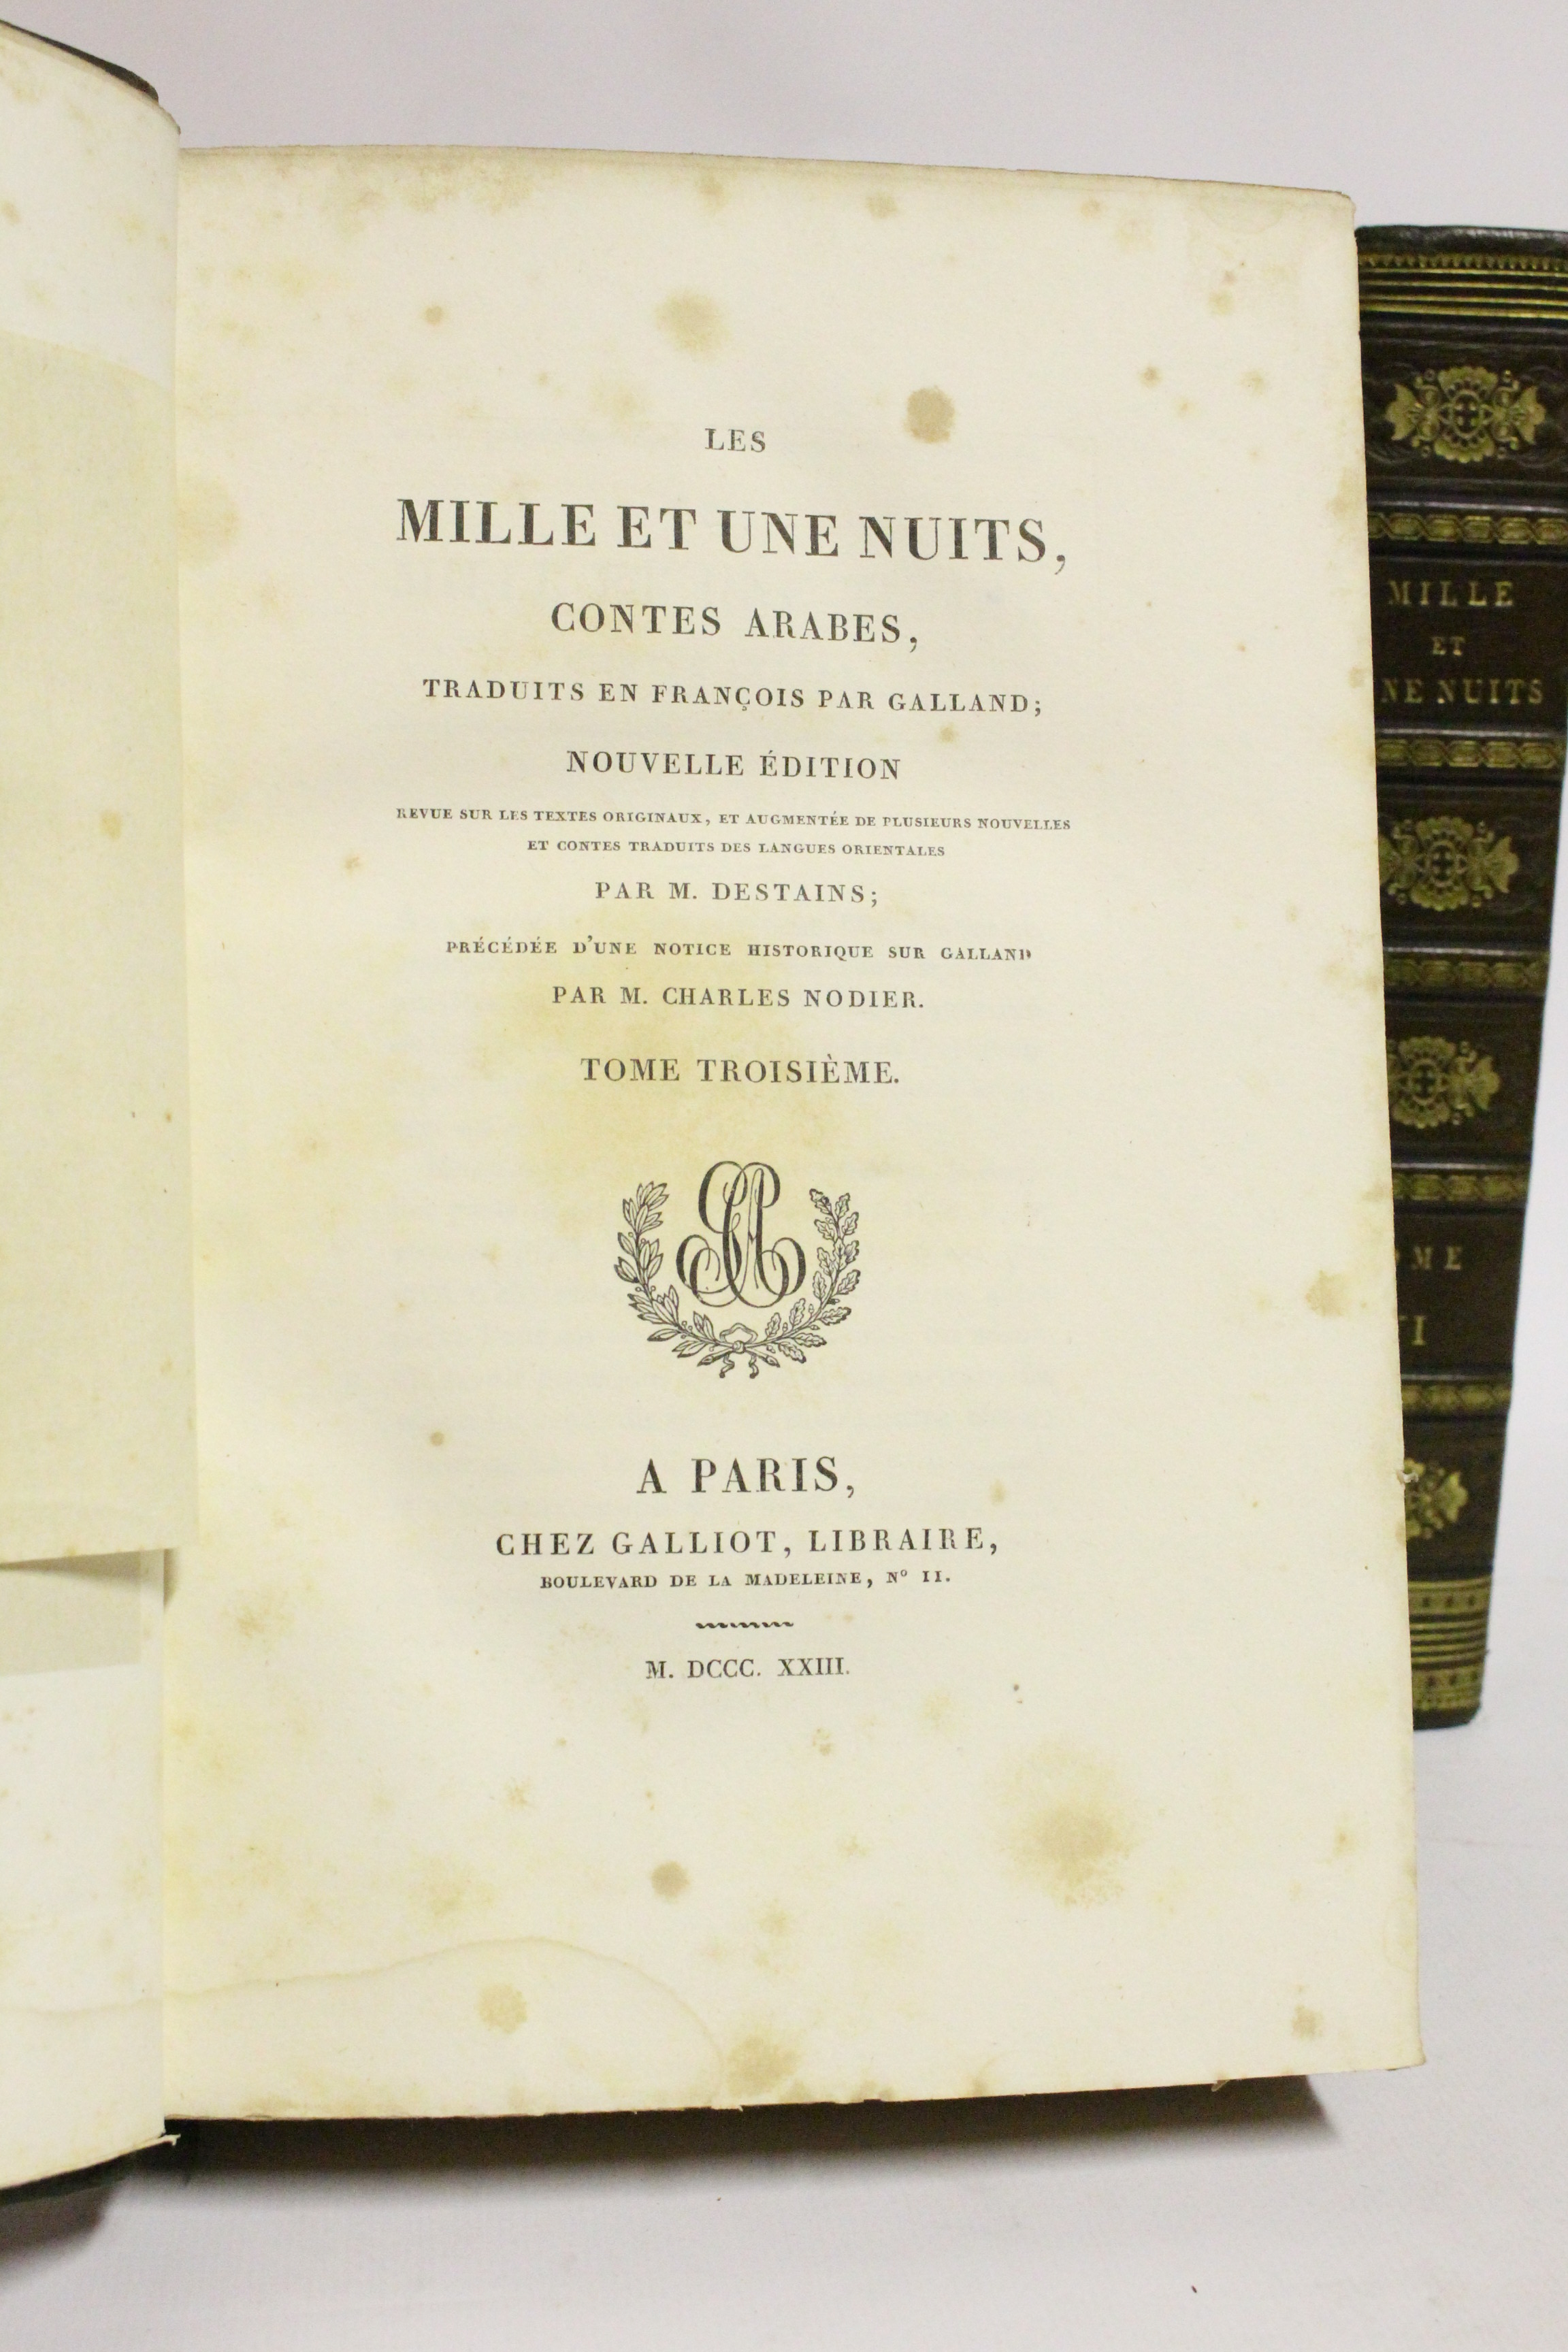 LES
MILLE ET UNE NUITS,
CONTES ARABES,
TRADUITS EN FRANÇOIS PAR GALLAND;
NOUVELLE ÉDITION
REVUE SUR LES TEXTES ORIGINAUX, ET AUGMENTÉE DE PLUSIEURS NOUVELLES
ET CONTES TRADUITS DES LANGUES ORIENTALES
PAR M. DESTAINS;
PRÉCÉDÉE D'UNE NOTICE HISTORIQUE SUR GALLAND
PAR M. CHARLES NODIER.
TOME TROISIÈME.
A PARIS,
CHEZ GALLIOT, LIBRAIRE,
BOULEVARD DE LA MADELEINE, Nº 11.
M. DCCC. XXIII.
MILLE
ET
NE NUITS
ME